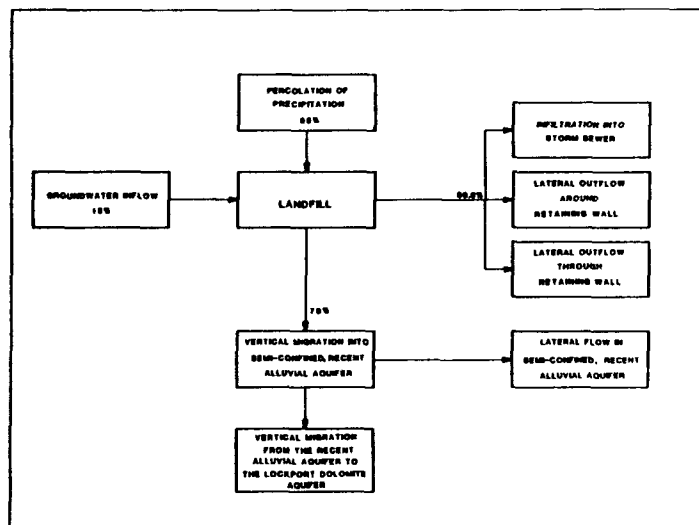 PERCOLATION OF
PRECIPITATION
GROUNDWATER INFLOW
LANDFILL
INFILTRATION INTO
STORM SEWER
LATERAL OUTFLOW
AROUND
RETAINING WALL
LATERAL OUTFLOW
THROUGH
RETAINING WALL
VERTICAL MIGRATION INTO
SEMI-CONFINED, RECENT
ALLUVIAL AQUIFER
LATERAL FLOW IN
SEMI-CONFINED, RECENT
ALLUVIAL AQUIFER
VERTICAL MIGRATION
FROM THE RECENT
ALLUVIAL AQUIFER TO
THE LOCKPORT DOLOMITE
AQUIFER